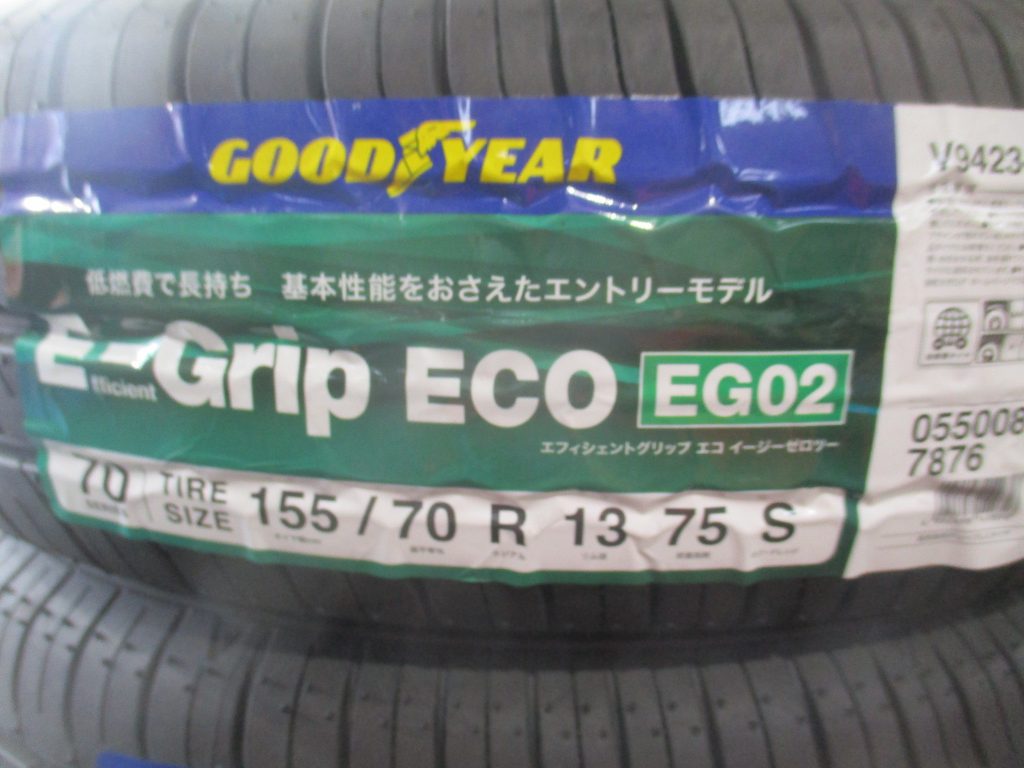 GOODYEAR
V9423
低燃費で長持ち 基本性能をおさえたエントリーモデル
E-Grip ECO EG02
fficient
エフィシェントグリップ エコ イージーゼロツー
055008
7876
70 TIRE SIZE 155 / 70 R 13 75 S